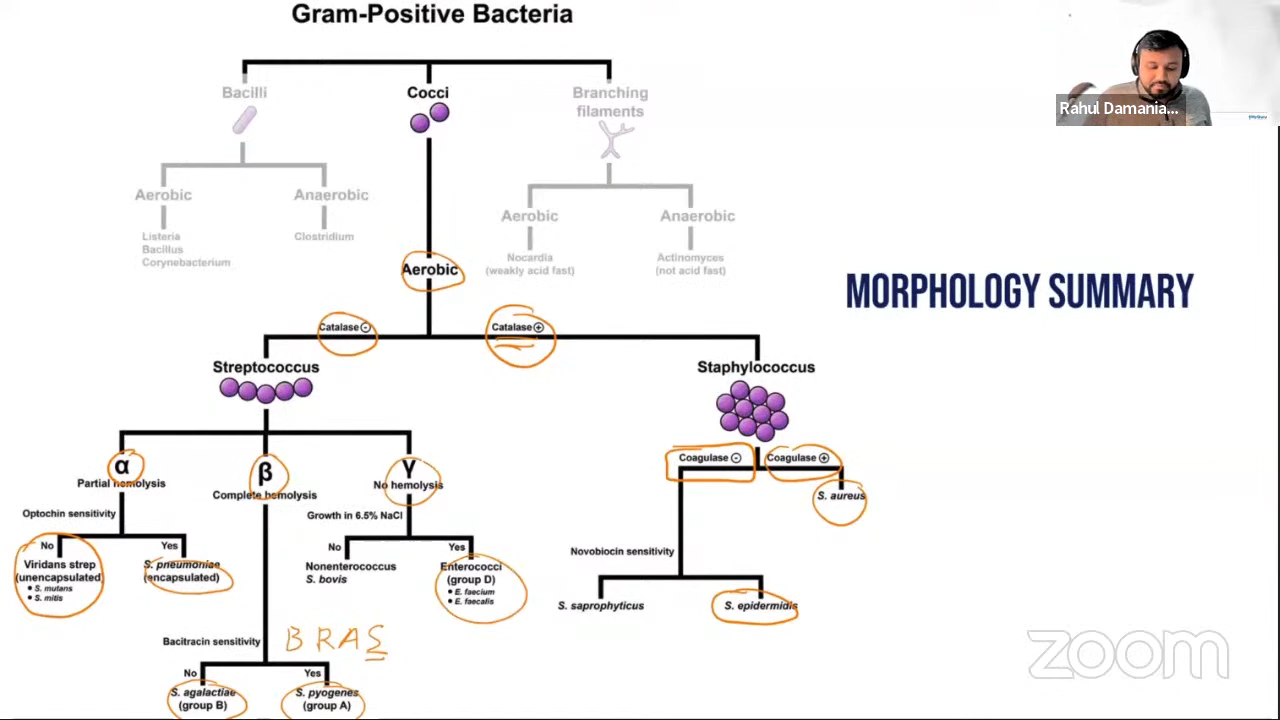 Gram-Positive Bacteria
Rahul Damania...
Bacilli
Cocci
Branching
filaments
Aerobic
Anaerobic
Aerobic
Anaerobic
Listeria
Bacillus
Corynebacterium
Clostridium
Nocardia
(weakly acid fast)
Actinomyces
(not acid fast)
Aerobic
MORPHOLOGY SUMMARY
Catalase ⊖
Catalase ⊕
Streptococcus
Staphylococcus
α
Partial hemolysis
β
Complete hemolysis
γ
No hemolysis
Coagulase ⊖
Coagulase ⊕
S. aureus
Optochin sensitivity
Growth in 6.5% NaCl
No
Yes
Viridans strep
(unencapsulated)
• S. mutans
• S. mitis
S. pneumoniae
(encapsulated)
No
Yes
Nonenterococcus
S. bovis
Enterococci
(group D)
• E. faecium
• E. faecalis
Novobiocin sensitivity
S. saprophyticus
S. epidermidis
Bacitracin sensitivity
B RAS
No
Yes
S. agalactiae
(group B)
S. pyogenes
(group A)
zoom